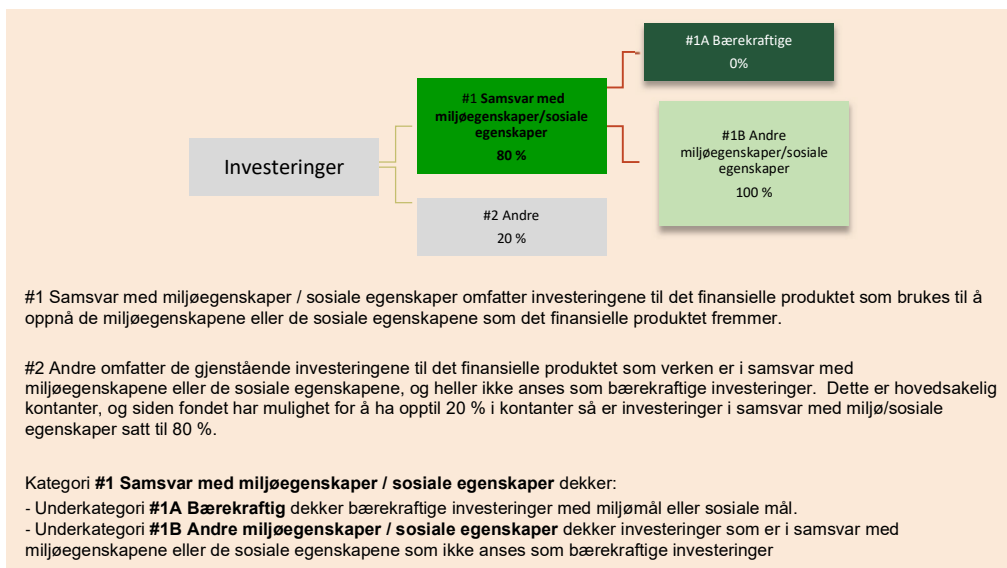 #1A Bærekraftige
0%
#1 Samsvar med
miljøegenskaper/sosiale
egenskaper
80 %
#1B Andre
miljøegenskaper/sosiale
egenskaper
100 %
Investeringer
#2 Andre
20 %
#1 Samsvar med miljøegenskaper / sosiale egenskaper omfatter investeringene til det finansielle produktet som brukes til å
oppnå de miljøegenskapene eller de sosiale egenskapene som det finansielle produktet fremmer.
#2 Andre omfatter de gjenstående investeringene til det finansielle produktet som verken er i samsvar med
miljøegenskapene eller de sosiale egenskapene, og heller ikke anses som bærekraftige investeringer.  Dette er hovedsakelig
kontanter, og siden fondet har mulighet for å ha opptil 20 % i kontanter så er investeringer i samsvar med miljø/sosiale
egenskaper satt til 80 %.
Kategori #1 Samsvar med miljøegenskaper / sosiale egenskaper dekker:
- Underkategori #1A Bærekraftig dekker bærekraftige investeringer med miljømål eller sosiale mål.
- Underkategori #1B Andre miljøegenskaper / sosiale egenskaper dekker investeringer som er i samsvar med
miljøegenskapene eller de sosiale egenskapene som ikke anses som bærekraftige investeringer